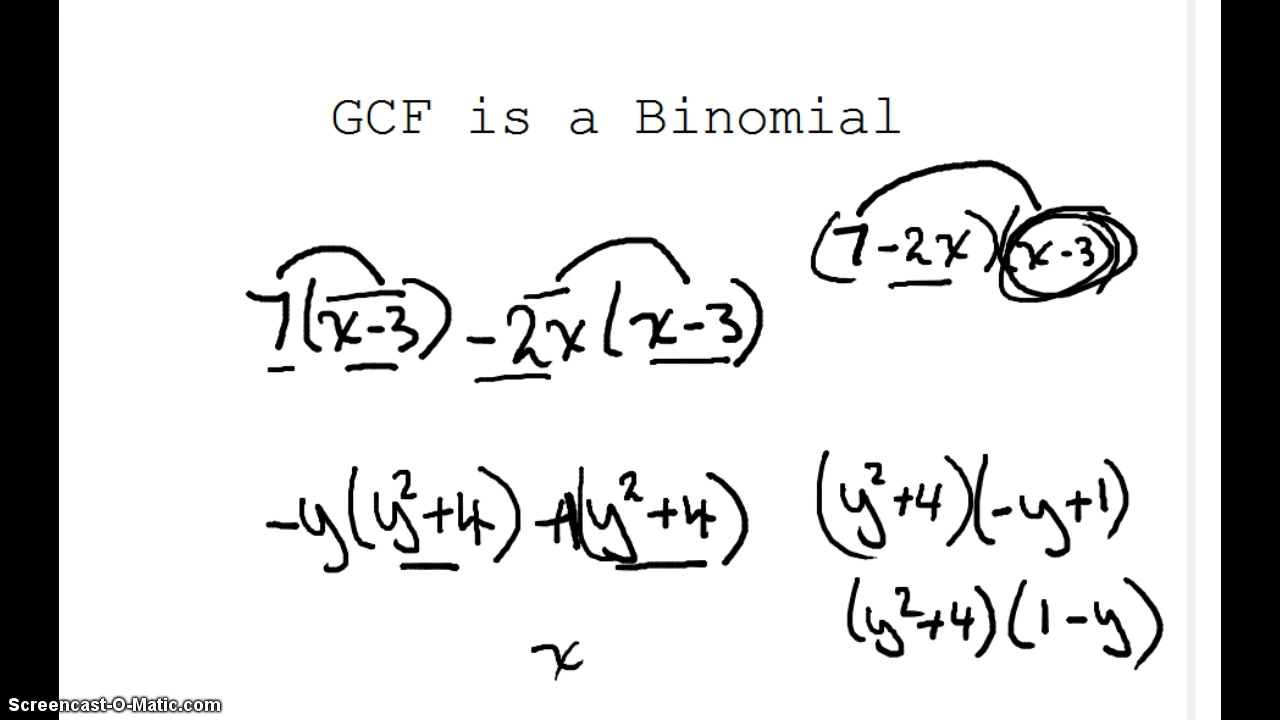 GCF is a Binomial
(7-2x)(x-3)
7(x-3) -2x(x-3)
-y(y²+4) +1(y²+4)
(y²+4)(-y+1)
(y²+4)(1-y)
x
Screencast-O-Matic.com